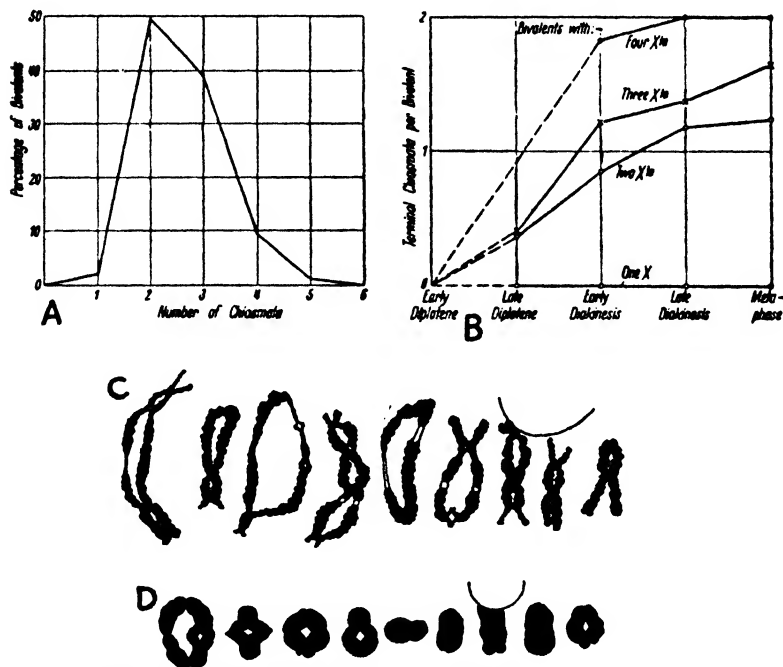 Percentage of Bivalents
50
40
30
20
10
0
1
2
3
4
5
6
Number of Chiasmata
A
Terminal Chiasmata per Bivalent
2
1
0
Bivalents with:-
Four Xta
Three Xta
Two Xta
One X
Early Diplotene
Late Diplotene
Early Diakinesis
Late Diakinesis
Meta-
phase
B
C
D